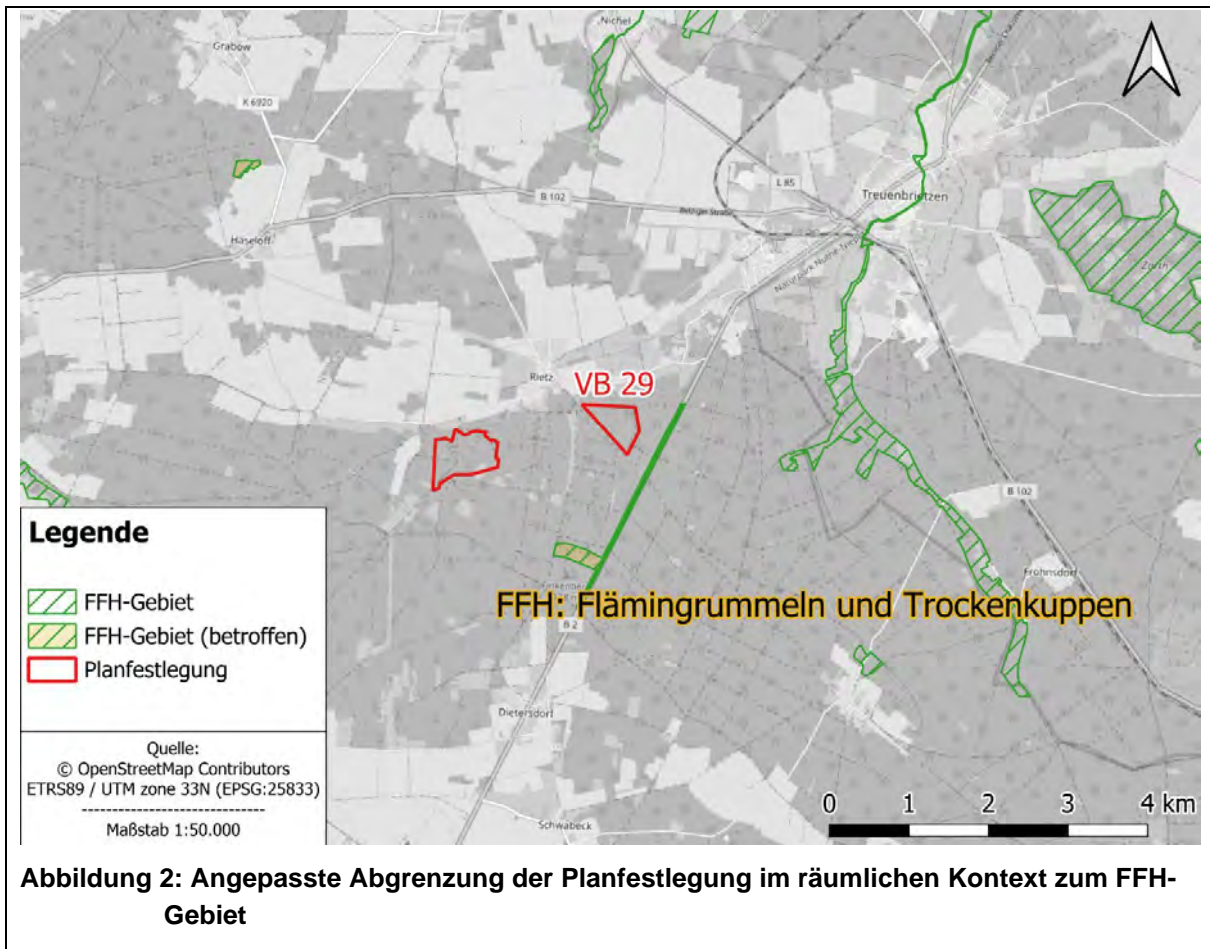 Nichel
Grabow
K 6920
L 85
Treuenbrietzen
B 102
Belziger Straße
Haseloff
Zarth
Rietz
VB 29
B 102
Frohnsdorf
FFH: Flämingrummeln und Trockenkuppen
B 2
Dietersdorf
Schwabeck
Legende
FFH-Gebiet
FFH-Gebiet (betroffen)
Planfestlegung
Quelle:
© OpenStreetMap Contributors
ETRS89 / UTM zone 33N (EPSG:25833)
-----------------------------
Maßstab 1:50.000
0 1 2 3 4 km
Abbildung 2: Angepasste Abgrenzung der Planfestlegung im räumlichen Kontext zum FFH-
Gebiet